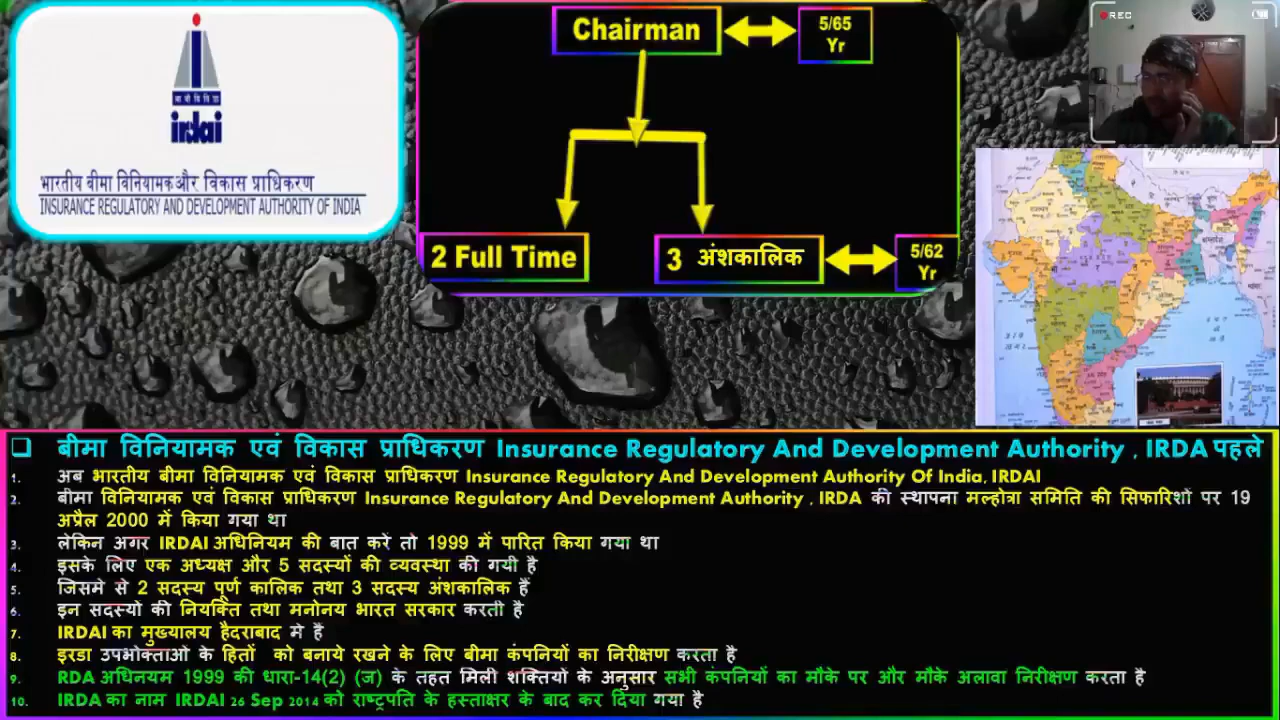 Chairman
5/65
Yr
REC
irdai
भारतीय बीमा विनियामक और विकास प्राधिकरण
INSURANCE REGULATORY AND DEVELOPMENT AUTHORITY OF INDIA
2 Full Time
3 अंशकालिक
5/62
Yr
❑ बीमा विनियामक एवं विकास प्राधिकरण Insurance Regulatory And Development Authority , IRDA पहले
1. अब भारतीय बीमा विनियामक एवं विकास प्राधिकरण Insurance Regulatory And Development Authority Of India, IRDAI
2. बीमा विनियामक एवं विकास प्राधिकरण Insurance Regulatory And Development Authority , IRDA की स्थापना मल्होत्रा समिति की सिफारिशों पर 19
अप्रैल 2000 में किया गया था
3. लेकिन अगर IRDAI अधिनियम की बात करें तो 1999 में पारित किया गया था
4. इसके लिए एक अध्यक्ष और 5 सदस्यों की व्यवस्था की गयी है
5. जिसमे से 2 सदस्य पूर्ण कालिक तथा 3 सदस्य अंशकालिक हैं
6. इन सदस्यों की नियक्ति तथा मनोनय भारत सरकार करती है
7. IRDAI का मुख्यालय हैदराबाद मे हैं
8. इरडा उपभोक्ताओं के हितों को बनाये रखने के लिए बीमा कंपनियों का निरीक्षण करता है
9. RDA अधिनयम 1999 की धारा-14(2) (ज) के तहत मिली शक्तियों के अनुसार सभी कंपनियों का मौके पर और मौके अलावा निरीक्षण करता है
10. IRDA का नाम IRDAI 26 Sep 2014 को राष्ट्रपति के हस्ताक्षर के बाद कर दिया गया है